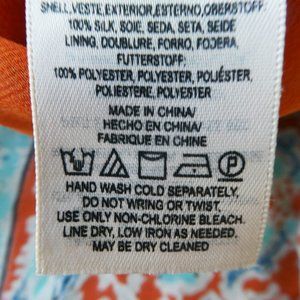 SHELL,VESTE,EXTERIOR,ESTERNO,OBERSTOFF:
100% SILK, SOIE, SEDA, SETA, SEIDE
LINING, DOUBLURE, FORRO, FODERA,
FUTTERSTOFF:
100% POLYESTER, POLYESTER, POLIÉSTER,
POLIESTERE, POLYESTER
MADE IN CHINA/
HECHO EN CHINA/
FABRIQUE EN CHINE
HAND WASH COLD SEPARATELY,
DO NOT WRING OR TWIST.
USE ONLY NON-CHLORINE BLEACH.
LINE DRY, LOW IRON AS NEEDED.
MAY BE DRY CLEANED